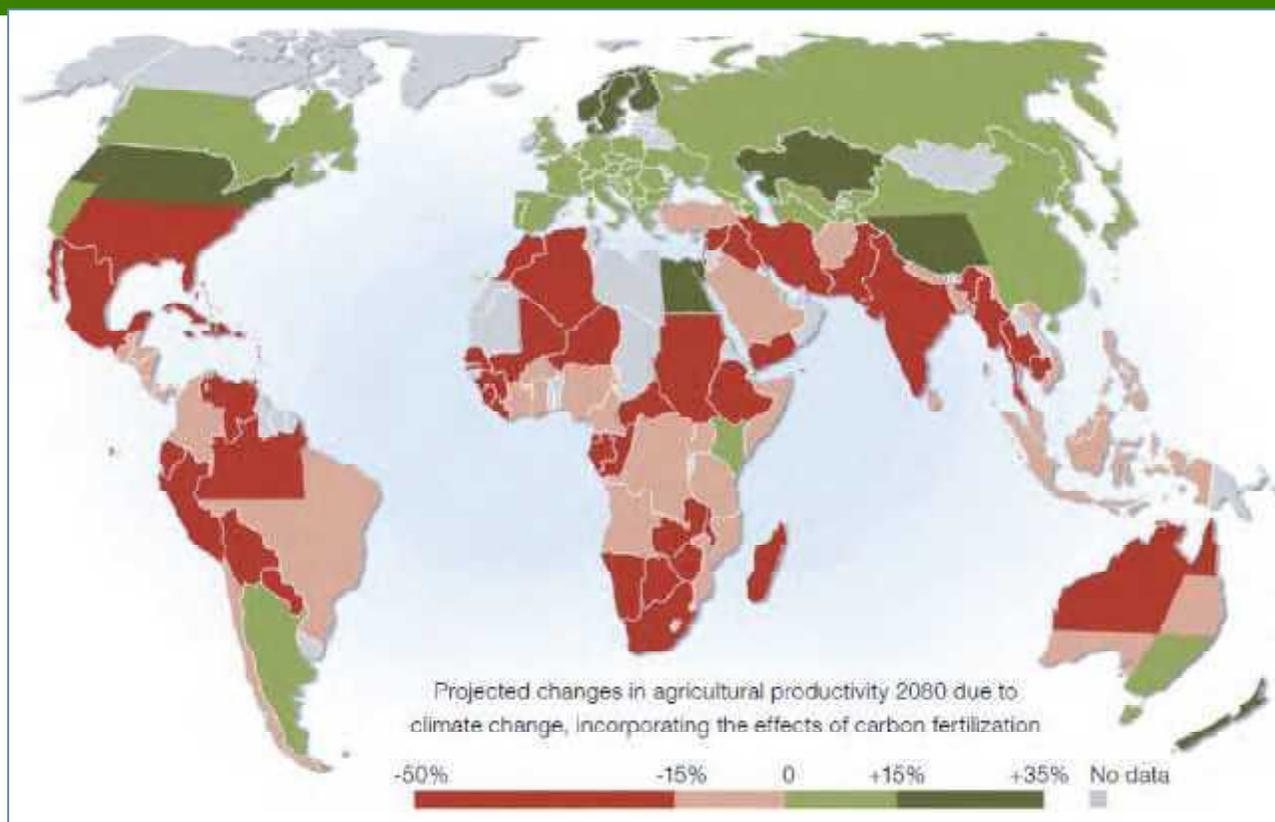 Projected changes in agricultural productivity 2080 due to
climate change, incorporating the effects of carbon fertilization
-50% -15% 0 +15% +35% No data